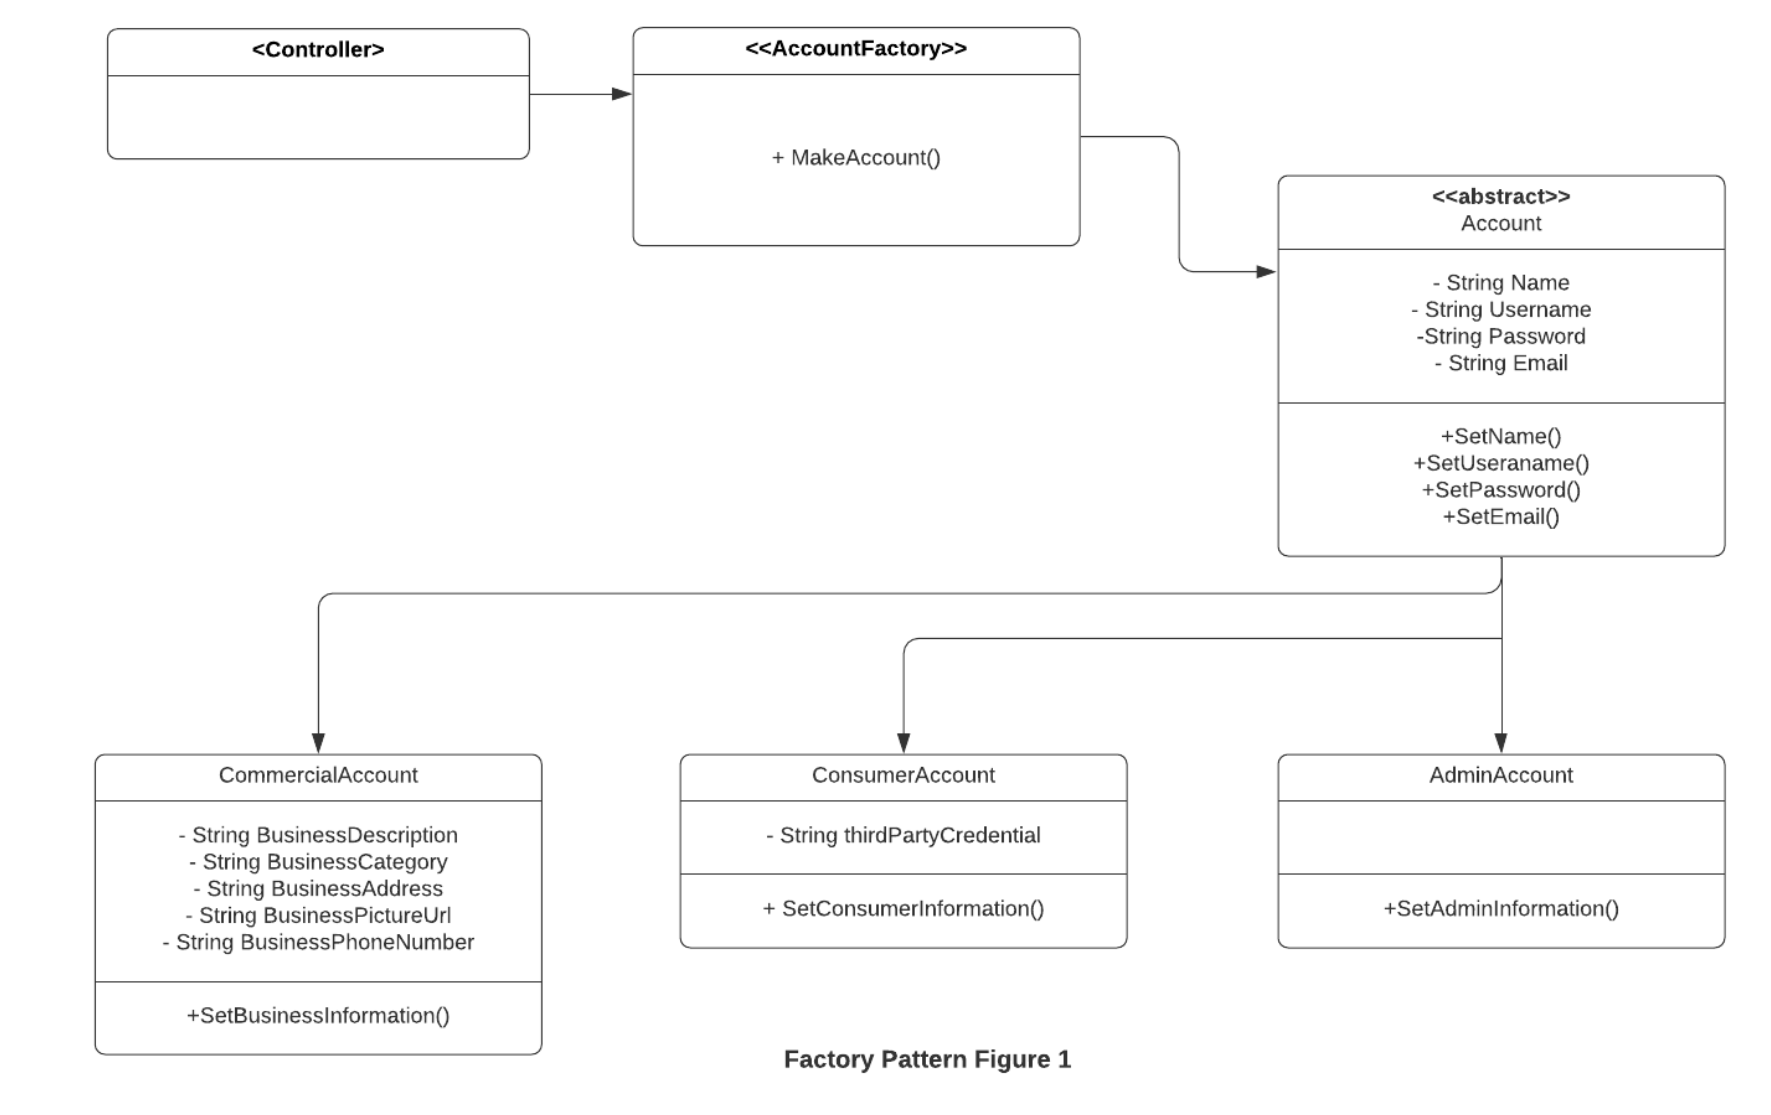 <Controller>
<<AccountFactory>>
+ MakeAccount()
<<abstract>>
Account
- String Name
- String Username
-String Password
- String Email
+SetName()
+SetUseraname()
+SetPassword()
+SetEmail()
CommercialAccount
- String BusinessDescription
- String BusinessCategory
- String BusinessAddress
- String BusinessPictureUrl
- String BusinessPhoneNumber
+SetBusinessInformation()
ConsumerAccount
- String thirdPartyCredential
+ SetConsumerInformation()
AdminAccount
+SetAdminInformation()
Factory Pattern Figure 1